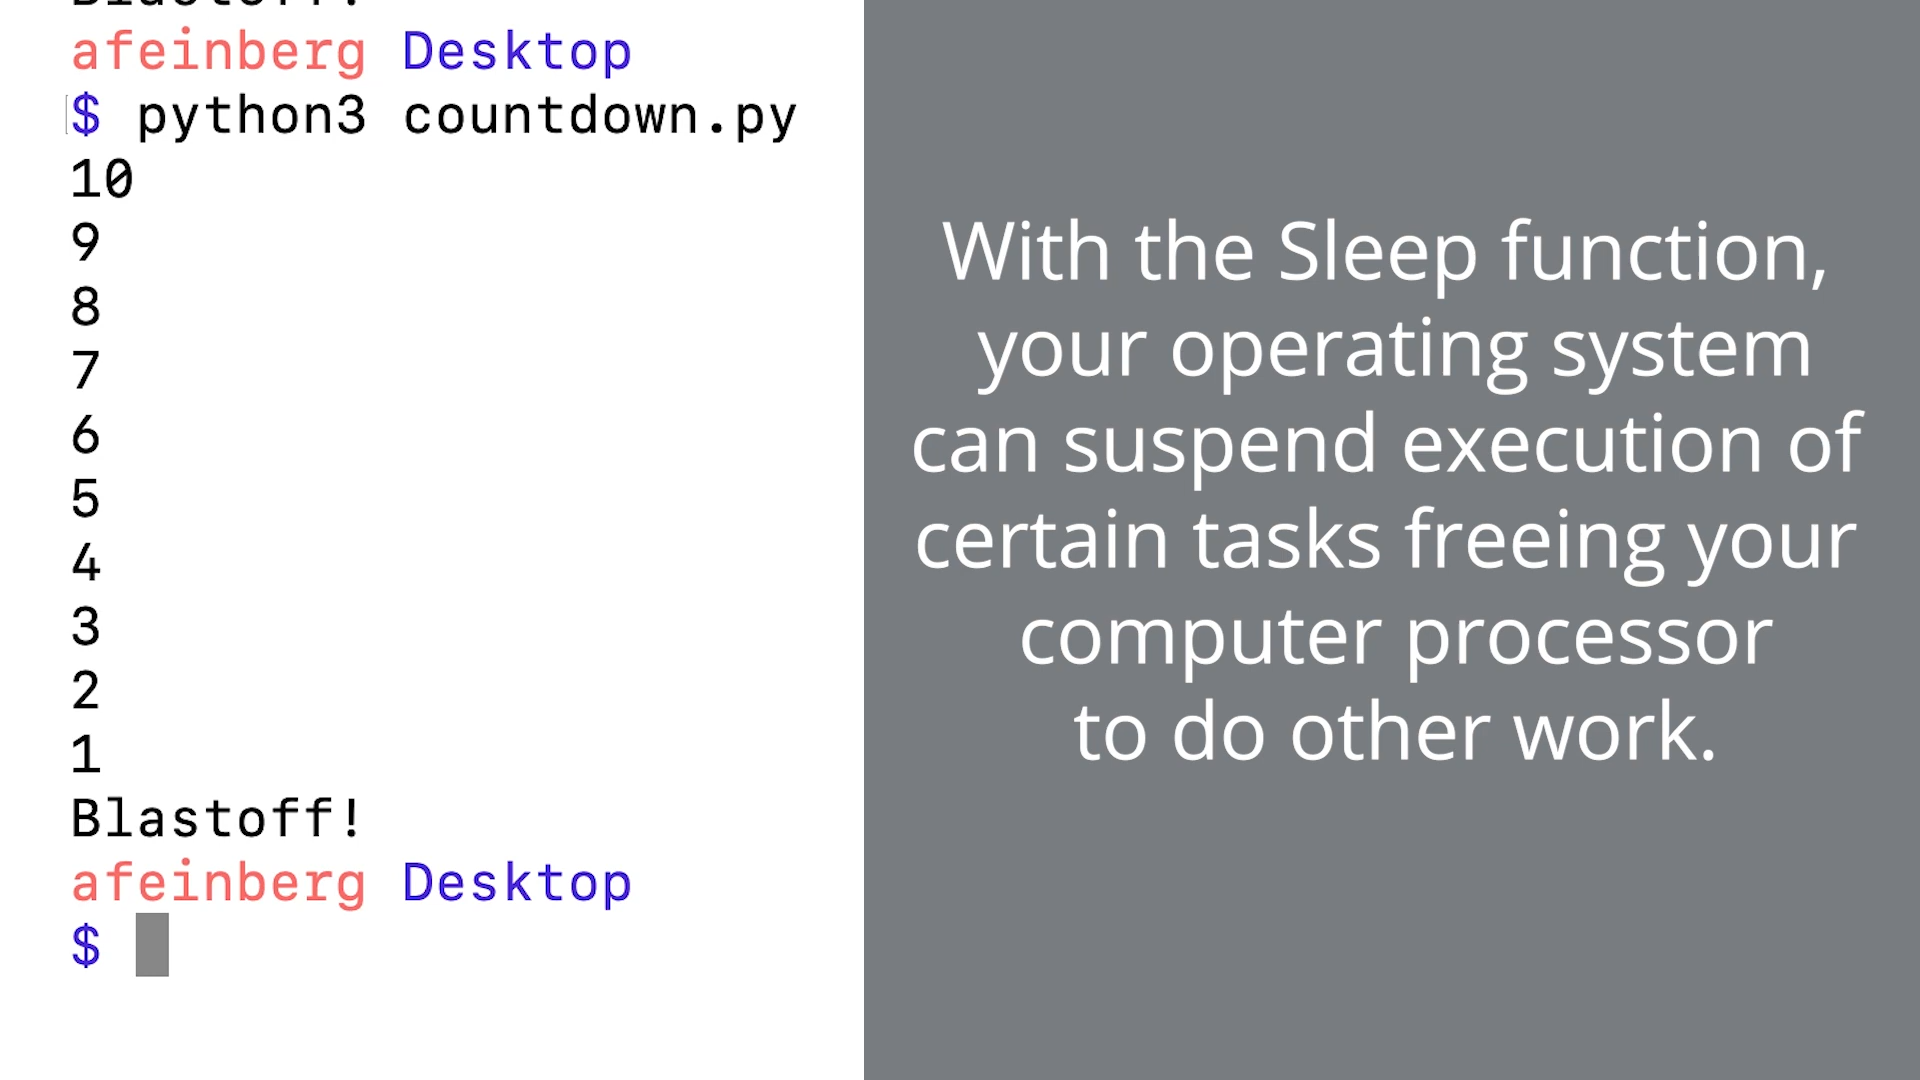 Blastoff!
afeinberg Desktop
$ python3 countdown.py
10
9
8
7
6
5
4
3
2
1
Blastoff!
afeinberg Desktop
$
With the Sleep function,
your operating system
can suspend execution of
certain tasks freeing your
computer processor
to do other work.